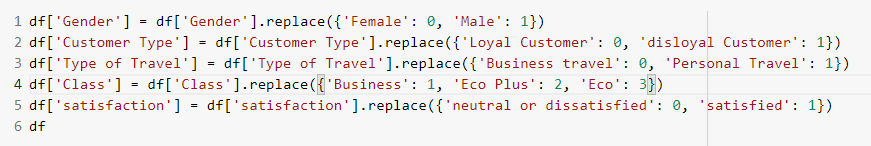 1 df['Gender'] = df['Gender'].replace({'Female': 0, 'Male': 1})
2 df['Customer Type'] = df['Customer Type'].replace({'Loyal Customer': 0, 'disloyal Customer': 1})
3 df['Type of Travel'] = df['Type of Travel'].replace({'Business travel': 0, 'Personal Travel': 1})
4 df['Class'] = df['Class'].replace({'Business': 1, 'Eco Plus': 2, 'Eco': 3})
5 df['satisfaction'] = df['satisfaction'].replace({'neutral or dissatisfied': 0, 'satisfied': 1})
6 df